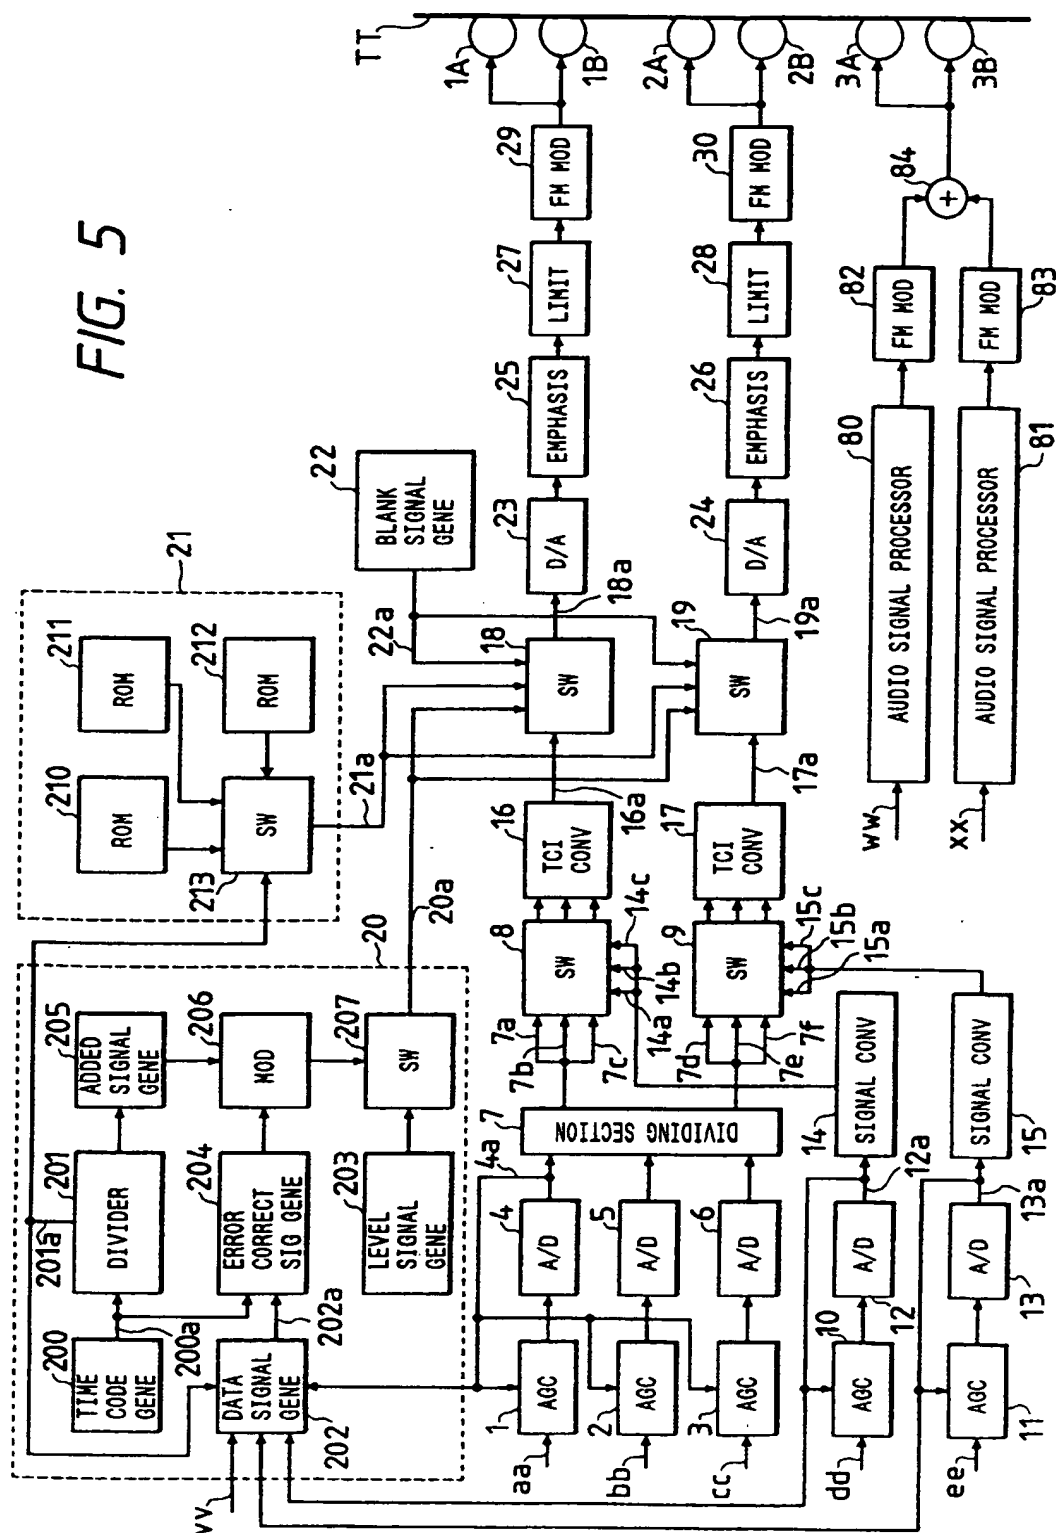 FIG. 5
TT
1A
1B
2A
2B
3A
3B
29
FM MOD
30
FM MOD
84
+
27
LIMIT
28
LIMIT
82
FM MOD
83
FM MOD
25
EMPHASIS
26
EMPHASIS
80
AUDIO SIGNAL PROCESSOR
81
AUDIO SIGNAL PROCESSOR
ww
xx
22
BLANK
SIGNAL
GENE
22a
23
D/A
24
D/A
18a
19a
18
SW
19
SW
21
211
ROM
212
ROM
210
ROM
213
SW
21a
16a
17a
16
TCI
CONV
17
TCI
CONV
20
20a
8
SW
9
SW
14c
14b
14a
15c
15b
15a
7a
7b
7c
7d
7e
7f
205
ADDED
SIGNAL
GENE
206
MOD
207
SW
201
DIVIDER
201a
204
ERROR
CORRECT
SIG GENE
203
LEVEL
SIGNAL
GENE
200
TIME
CODE
GENE
200a
202
DATA
SIGNAL
GENE
202a
vv
7
DIVIDING SECTION
4a
4
A/D
5
A/D
6
A/D
1
AGC
2
AGC
3
AGC
aa
bb
cc
14
SIGNAL CONV
15
SIGNAL CONV
12a
13a
12
A/D
13
A/D
10
AGC
11
AGC
dd
ee